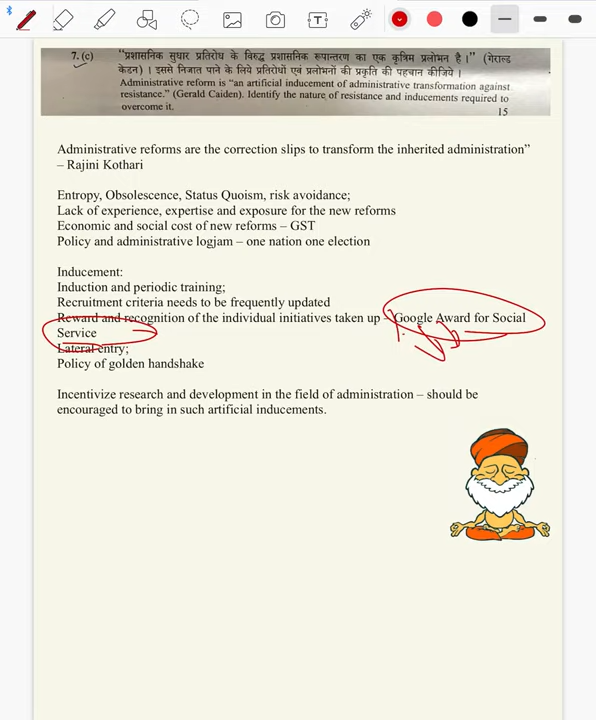 7. (c) "प्रशासनिक सुधार प्रतिरोध के विरुद्ध प्रशासनिक रूपान्तरण का एक कृत्रिम प्रलोभन है।" (गेराल्ड
केडन)। इससे निजात पाने के लिये प्रतिरोधों एवं प्रलोभनों की प्रकृति की पहचान कीजिये।
Administrative reform is "an artificial inducement of administrative transformation against
resistance." (Gerald Caiden). Identify the nature of resistance and inducements required to
overcome it.
15
Administrative reforms are the correction slips to transform the inherited administration"
– Rajini Kothari
Entropy, Obsolescence, Status Quoism, risk avoidance;
Lack of experience, expertise and exposure for the new reforms
Economic and social cost of new reforms – GST
Policy and administrative logjam – one nation one election
Inducement:
Induction and periodic training;
Recruitment criteria needs to be frequently updated
Reward and recognition of the individual initiatives taken up – Google Award for Social
Service
Lateral entry;
Policy of golden handshake
Incentivize research and development in the field of administration – should be
encouraged to bring in such artificial inducements.